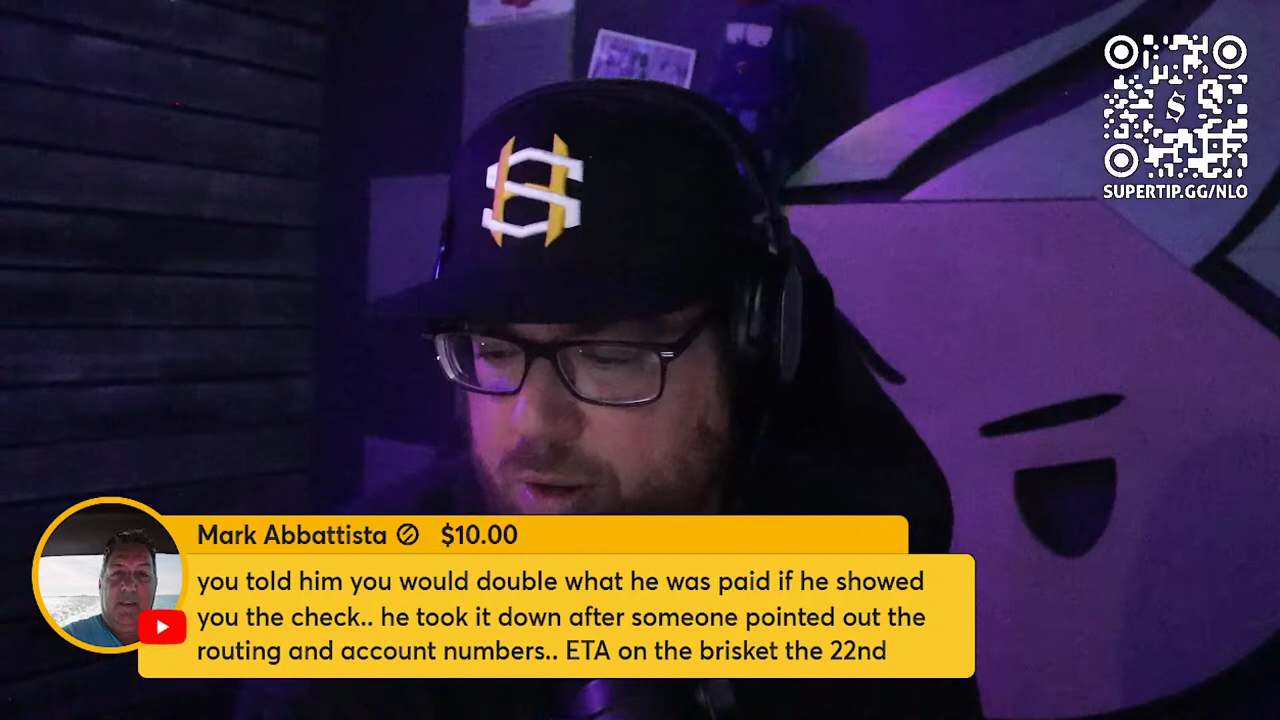 SUPERTIP.GG/NLO
Mark Abbattista $10.00
you told him you would double what he was paid if he showed
you the check.. he took it down after someone pointed out the
routing and account numbers.. ETA on the brisket the 22nd